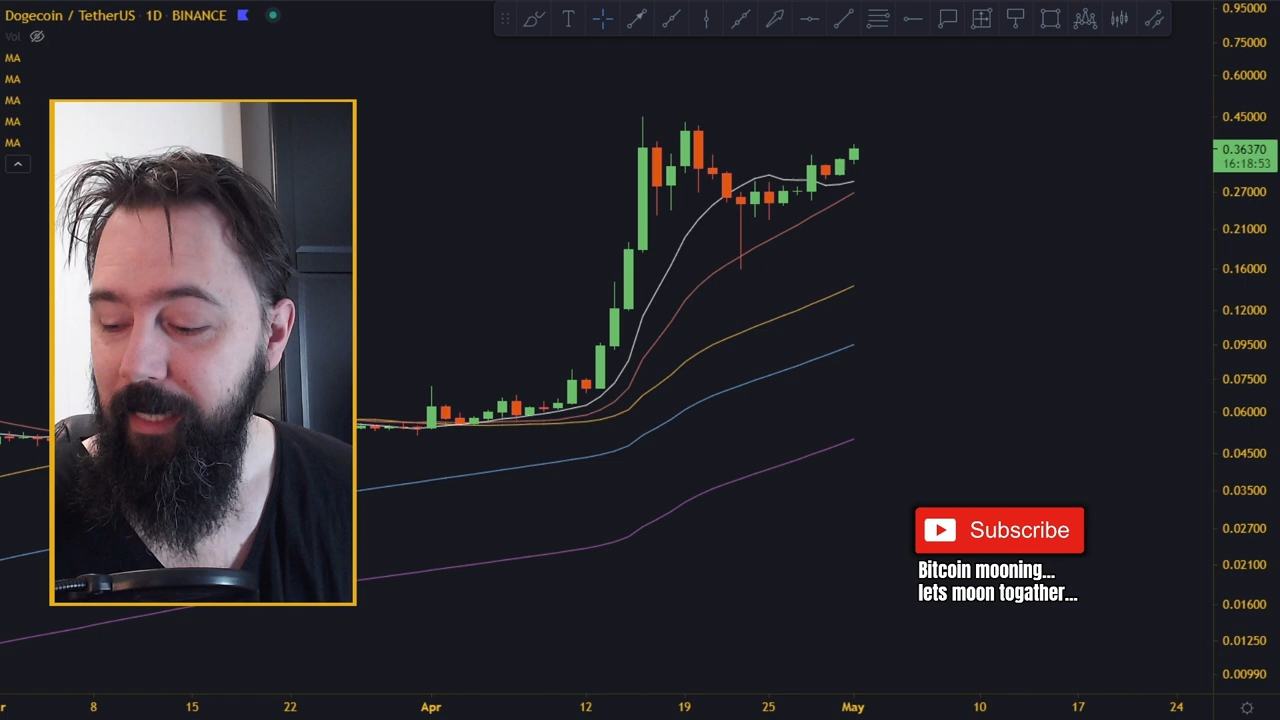 Dogecoin / TetherUS · 1D · BINANCE
Vol
MA
MA
MA
MA
MA
0.95000
0.75000
0.60000
0.45000
0.36370
16:18:53
0.27000
0.21000
0.16000
0.12000
0.09500
0.07500
0.06000
0.04500
0.03500
0.02700
0.02100
0.01600
0.01250
0.00990
Subscribe
Bitcoin mooning...
lets moon togather...
8
15
22
Apr
12
19
25
May
10
17
24